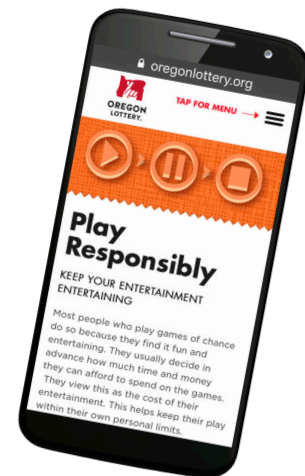 oregonlottery.org
OREGON
LOTTERY.
TAP FOR MENU
Play
Responsibly
KEEP YOUR ENTERTAINMENT
ENTERTAINING
Most people who play games of chance
do so because they find it fun and
entertaining. They usually decide in
advance how much time and money
they can afford to spend on the games.
They view this as the cost of their
entertainment. This helps keep their play
within their own personal limits.